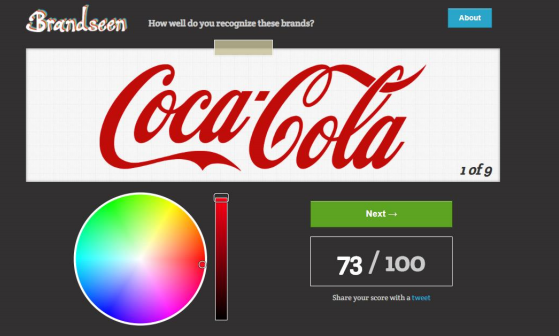 Brandseen
How well do you recognize these brands?
About
Coca-Cola
1 of 9
Next →
73 / 100
Share your score with a tweet